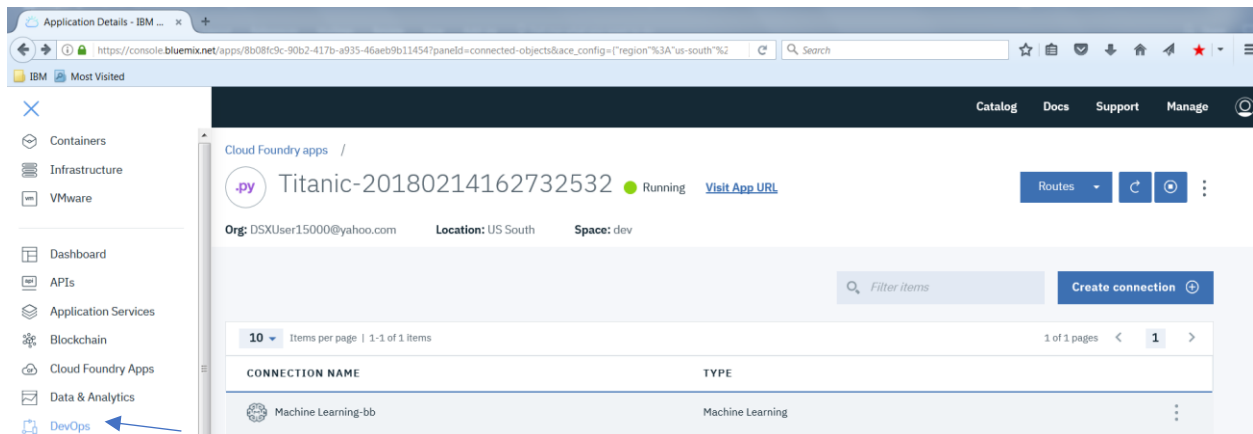 Application Details - IBM ... × +
https://console.bluemix.net/apps/8b08fc9c-90b2-417b-a935-46aeb9b11454?paneId=connected-objects&ace_config={"region"%3A"us-south"%2 Search
IBM Most Visited
Catalog Docs Support Manage
Containers
Infrastructure
vm VMware
Dashboard
api APIs
Application Services
Blockchain
Cloud Foundry Apps
Data & Analytics
DevOps
Cloud Foundry apps /
.py Titanic-20180214162732532 Running Visit App URL
Routes
Org: DSXUser15000@yahoo.com Location: US South Space: dev
Filter items
Create connection
10 Items per page | 1-1 of 1 items 1 of 1 pages < 1 >
CONNECTION NAME TYPE
Machine Learning-bb Machine Learning